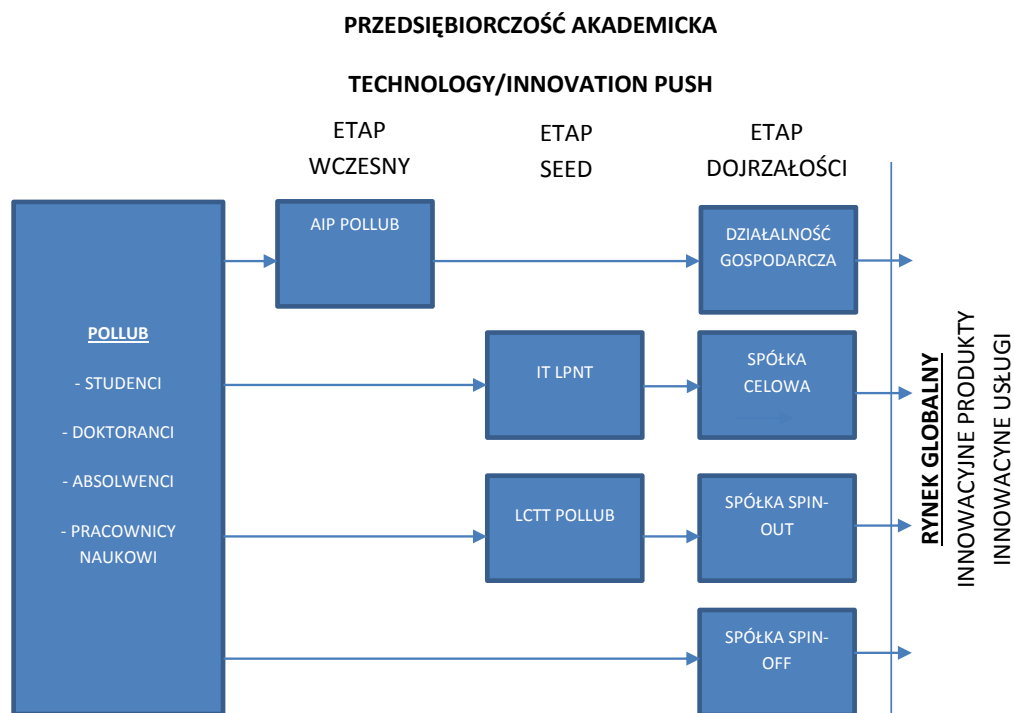 PRZEDSIĘBIORCZOŚĆ AKADEMICKA
TECHNOLOGY/INNOVATION PUSH
ETAP
WCZESNY
ETAP
SEED
ETAP
DOJRZAŁOŚCI
POLLUB
- STUDENCI
- DOKTORANCI
- ABSOLWENCI
- PRACOWNICY
NAUKOWI
AIP POLLUB
DZIAŁALNOŚĆ
GOSPODARCZA
IT LPNT
SPÓŁKA
CELOWA
LCTT POLLUB
SPÓŁKA SPIN-
OUT
SPÓŁKA SPIN-
OFF
RYNEK GLOBALNY
INNOWACYJNE PRODUKTY
INNOWACYNE USŁUGI